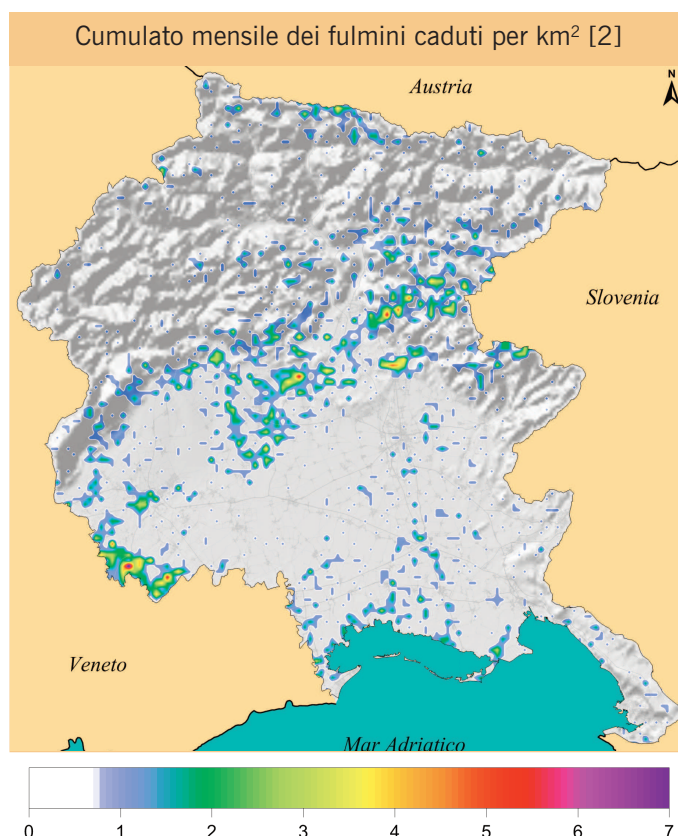 Cumulato mensile dei fulmini caduti per km² [2]
Austria
N
Slovenia
Veneto
Mar Adriatico
0 1 2 3 4 5 6 7